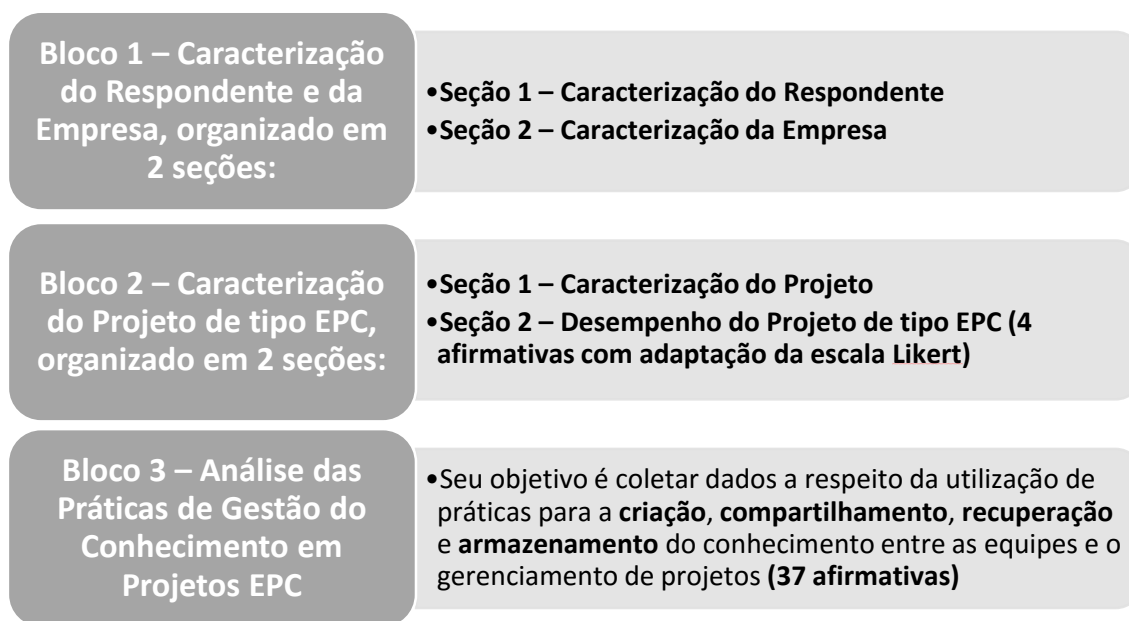 Bloco 1 – Caracterização
do Respondente e da
Empresa, organizado em
2 seções:
•Seção 1 – Caracterização do Respondente
•Seção 2 – Caracterização da Empresa
Bloco 2 – Caracterização
do Projeto de tipo EPC,
organizado em 2 seções:
•Seção 1 – Caracterização do Projeto
•Seção 2 – Desempenho do Projeto de tipo EPC (4
afirmativas com adaptação da escala Likert)
Bloco 3 – Análise das
Práticas de Gestão do
Conhecimento em
Projetos EPC
•Seu objetivo é coletar dados a respeito da utilização de
práticas para a criação, compartilhamento, recuperação
e armazenamento do conhecimento entre as equipes e o
gerenciamento de projetos (37 afirmativas)